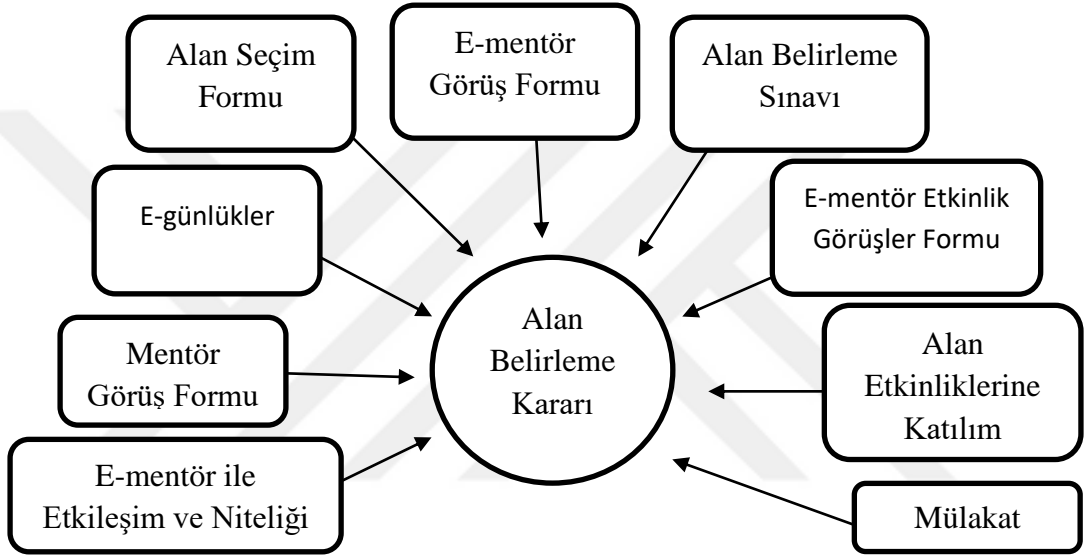 Alan Seçim
Formu
E-mentör
Görüş Formu
Alan Belirleme
Sınavı
E-günlükler
E-mentör Etkinlik
Görüşler Formu
Mentör
Görüş Formu
Alan
Belirleme
Kararı
Alan
Etkinliklerine
Katılım
E-mentör ile
Etkileşim ve Niteliği
Mülakat